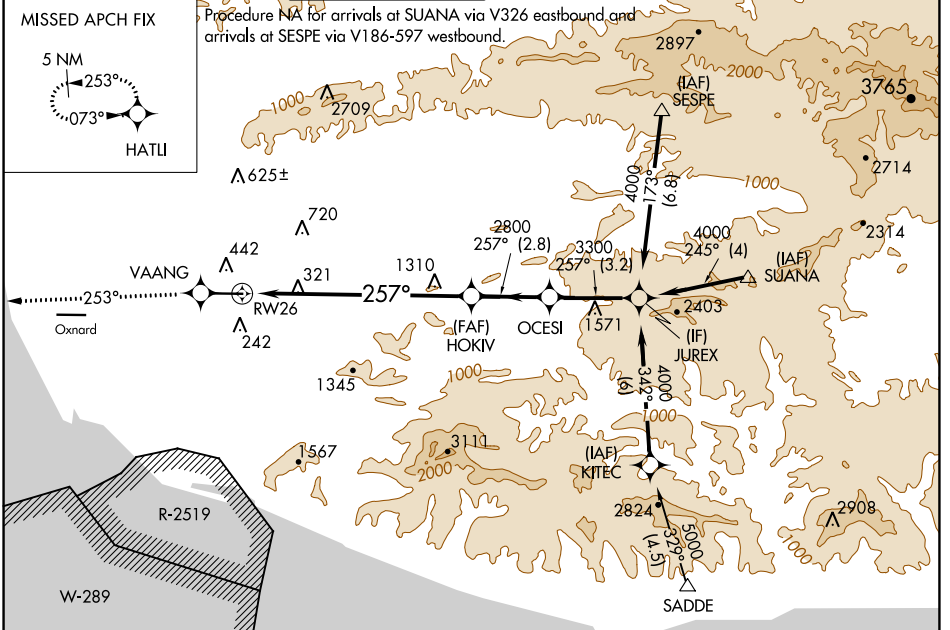 MISSED APCH FIX
5 NM
253°
073°
HATLI
Procedure NA for arrivals at SUANA via V326 eastbound and
arrivals at SESPE via V186-597 westbound.
2897
2000
(IAF)
SESPE
3765
1000
2709
2714
625±
4000
173°
(6.8)
1000
720
2314
2800
257° (2.8)
3300
257° (3.2)
4000
245° (4)
(IAF)
SUANA
442
VAANG
321
1310
253°
RW26
257°
Oxnard
242
(FAF)
HOKIV
OCESI
1571
2403
(IF)
JUREX
1345
1000
4000
342°
(6)
1000
1567
3111
2000
(IAF)
KITEC
R-2519
2824
2908
1000
5000
329°
(4.5)
W-289
SADDE